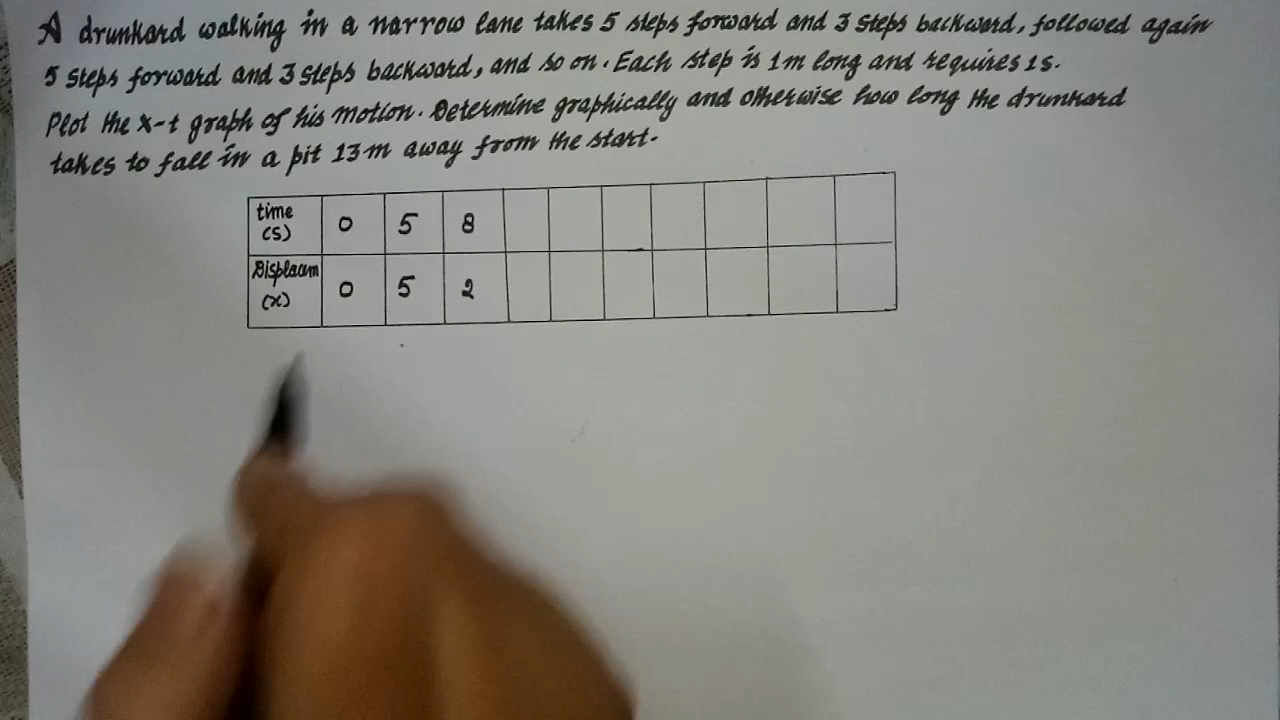 A drunkard walking in a narrow lane takes 5 steps forward and 3 steps backward, followed again
5 steps forward and 3 steps backward, and so on. Each step is 1m long and requires 1s.
Plot the x-t graph of his motion. Determine graphically and otherwise how long the drunkard
takes to fall in a pit 13m away from the start.
time (s) 0 5 8
Displacem (x) 0 5 2